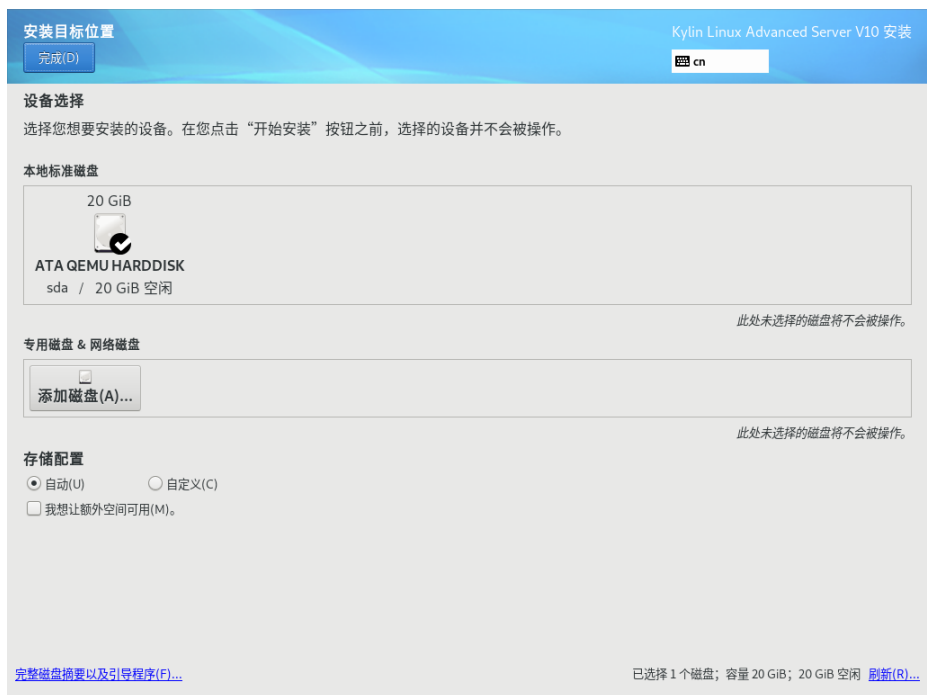 安装目标位置
Kylin Linux Advanced Server V10 安装
完成(D)
cn
设备选择
选择您想要安装的设备。在您点击“开始安装”按钮之前，选择的设备并不会被操作。
本地标准磁盘
20 GiB
ATA QEMU HARDDISK
sda / 20 GiB 空闲
此处未选择的磁盘将不会被操作。
专用磁盘 & 网络磁盘
添加磁盘(A)...
此处未选择的磁盘将不会被操作。
存储配置
自动(U) 自定义(C)
我想让额外空间可用(M)。
完整磁盘摘要以及引导程序(F)... 已选择 1 个磁盘；容量 20 GiB；20 GiB 空闲 刷新(R)...